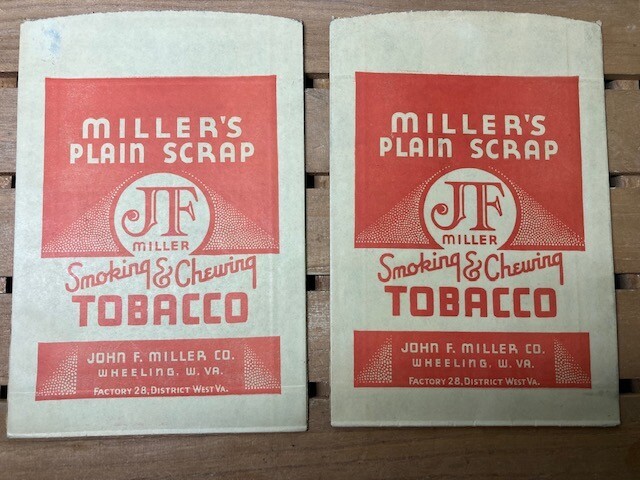 MILLER'S
PLAIN SCRAP
JF
MILLER
Smoking & Chewing
TOBACCO
JOHN F. MILLER CO.
WHEELING, W. VA.
FACTORY 28, DISTRICT WEST VA.
MILLER'S
PLAIN SCRAP
JF
MILLER
Smoking & Chewing
TOBACCO
JOHN F. MILLER CO.
WHEELING, W. VA.
FACTORY 28, DISTRICT WEST VA.